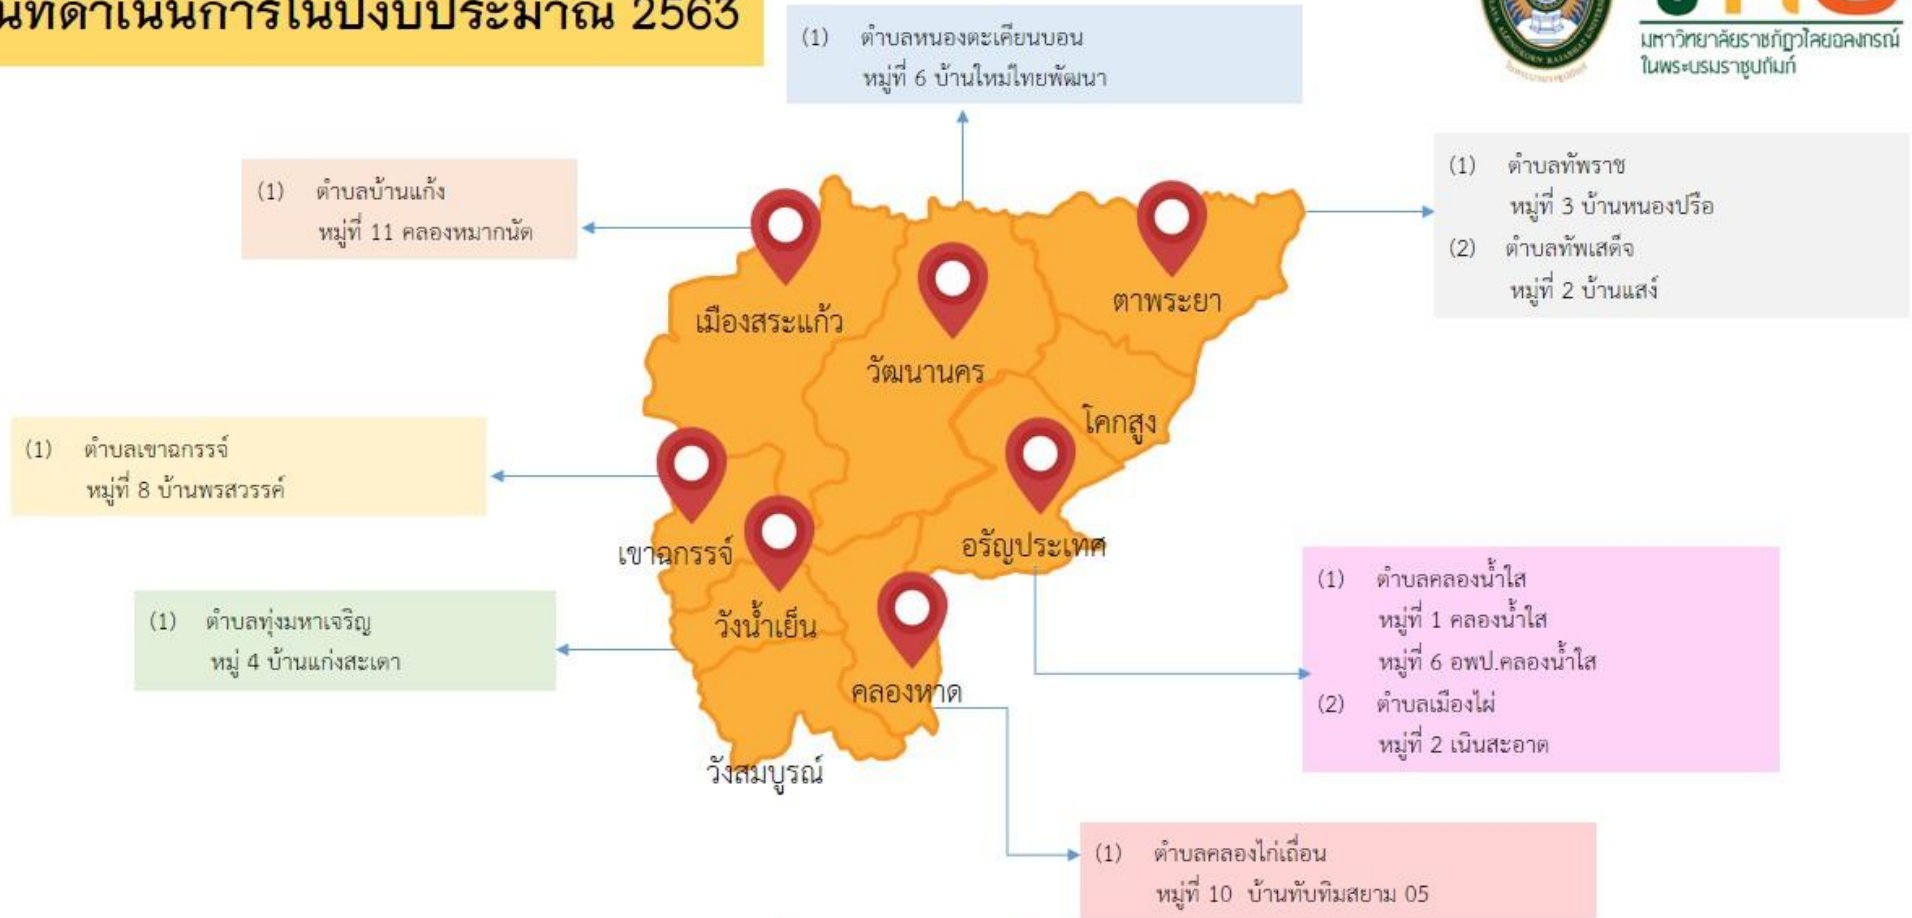 ในปีงบประมาณ 2563
มหาวิทยาลัยราชภัฏวไลยอลงกรณ์
ในพระบรมราชูปถัมภ์
(1) ตำบลหนองตะเคียนบอน
หมู่ที่ 6 บ้านใหม่ไทยพัฒนา
(1) ตำบลบ้านแก้ง
หมู่ที่ 11 คลองหมากนัด
(1) ตำบลทัพราช
หมู่ที่ 3 บ้านหนองปรือ
(2) ตำบลทัพเสด็จ
หมู่ที่ 2 บ้านแสง์
เมืองสระแก้ว
วัฒนานคร
ตาพระยา
โคกสูง
(1) ตำบลเขาฉกรรจ์
หมู่ที่ 8 บ้านพรสวรรค์
เขาฉกรรจ์
อรัญประเทศ
(1) ตำบลทุ่งมหาเจริญ
หมู่ 4 บ้านแก่งสะเดา
วังน้ำเย็น
คลองหาด
วังสมบูรณ์
(1) ตำบลคลองน้ำใส
หมู่ที่ 1 คลองน้ำใส
หมู่ที่ 6 อพป.คลองน้ำใส
(2) ตำบลเมืองไผ่
หมู่ที่ 2 เนินสะอาด
(1) ตำบลคลองไก่เถื่อน
หมู่ที่ 10 บ้านทับทิมสยาม 05